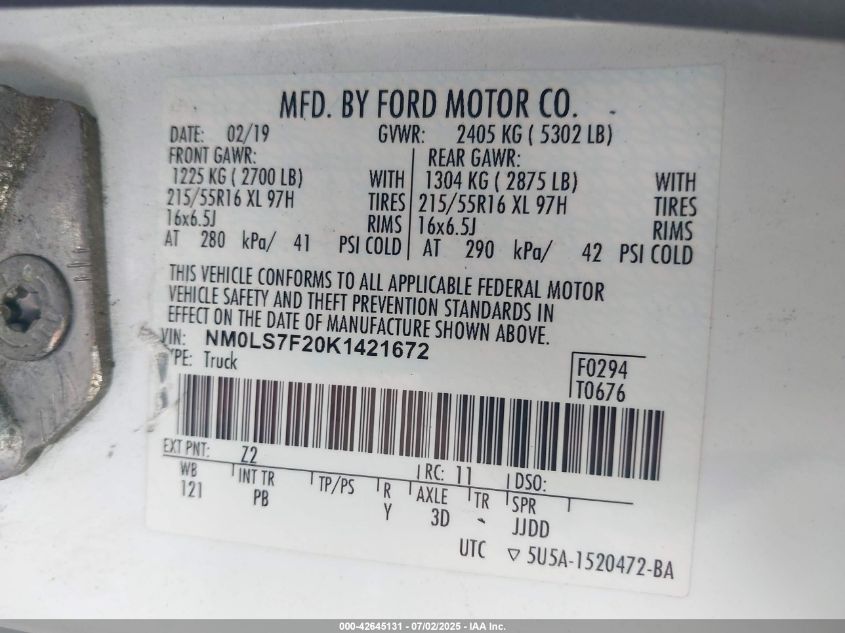 MFD. BY FORD MOTOR CO.
DATE: 02/19 GVWR: 2405 KG ( 5302 LB)
FRONT GAWR: REAR GAWR:
1225 KG ( 2700 LB) WITH 1304 KG ( 2875 LB) WITH
215/55R16 XL 97H TIRES 215/55R16 XL 97H TIRES
16x6.5J RIMS 16x6.5J RIMS
AT 280 kPa/ 41 PSI COLD AT 290 kPa/ 42 PSI COLD
THIS VEHICLE CONFORMS TO ALL APPLICABLE FEDERAL MOTOR
VEHICLE SAFETY AND THEFT PREVENTION STANDARDS IN
EFFECT ON THE DATE OF MANUFACTURE SHOWN ABOVE.
VIN: NM0LS7F20K1421672
YPE: Truck
F0294
T0676
EXT PNT: Z2 RC: 11 DSO:
WB INT TR TP/PS R AXLE TR SPR
121 PB Y 3D - JJDD
UTC ▽ 5U5A-1520472-BA
000-42645131 - 07/02/2025 - IAA Inc.